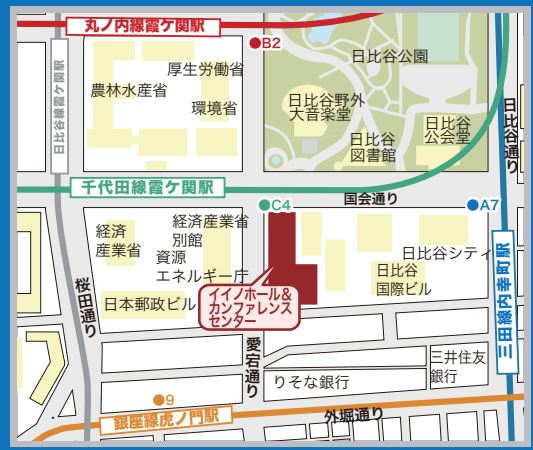 丸ノ内線霞ケ関駅
B2
日比谷線霞ケ関駅
厚生労働省
農林水産省
環境省
日比谷公園
日比谷野外
大音楽堂
日比谷
図書館
日比谷
公会堂
日比谷通り
千代田線霞ケ関駅
C4
国会通り
A7
経済
産業省
経済産業省
別館
資源
エネルギー庁
日比谷シティ
日比谷
国際ビル
日本郵政ビル
イイノホール&
カンファレンス
センター
桜田通り
愛宕通り
三田線内幸町駅
りそな銀行
三井住友
銀行
9
銀座線虎ノ門駅
外堀通り